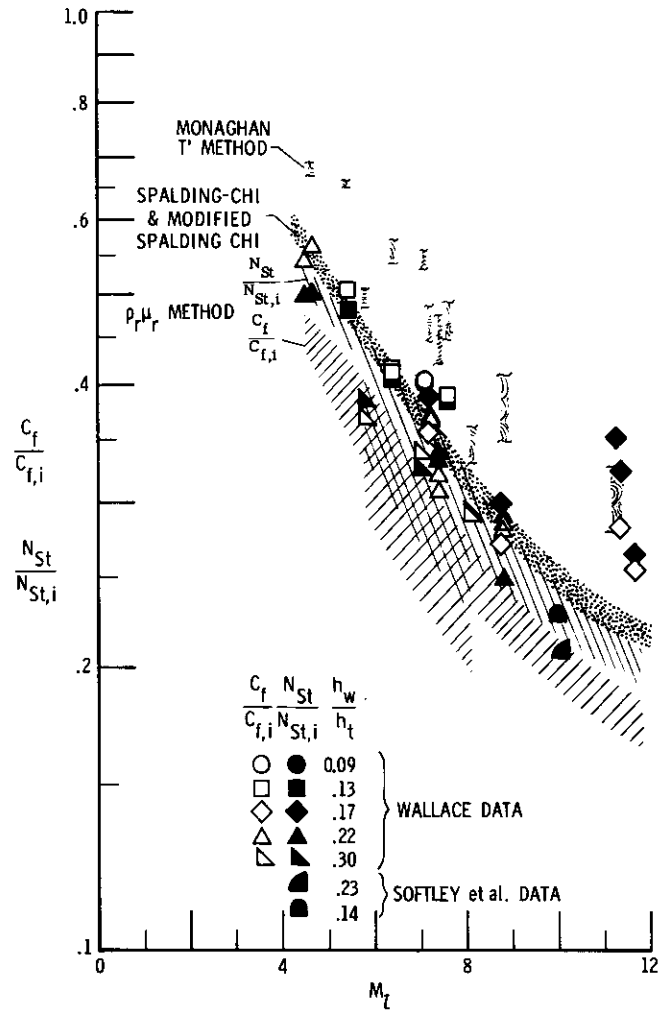 1.0
.8
MONAGHAN
T' METHOD
SPALDING-CHI
& MODIFIED
SPALDING CHI
.6
N_St
N_St,i
ρ_rμ_r METHOD
C_f
C_f,i
.4
C_f
C_f,i
N_St
N_St,i
.2
C_f N_St h_w
C_f,i N_St,i h_t
0.09
.13
.17
.22
.30
WALLACE DATA
.23
.14
SOFTLEY et al. DATA
.1
0 4 8 12
M_l